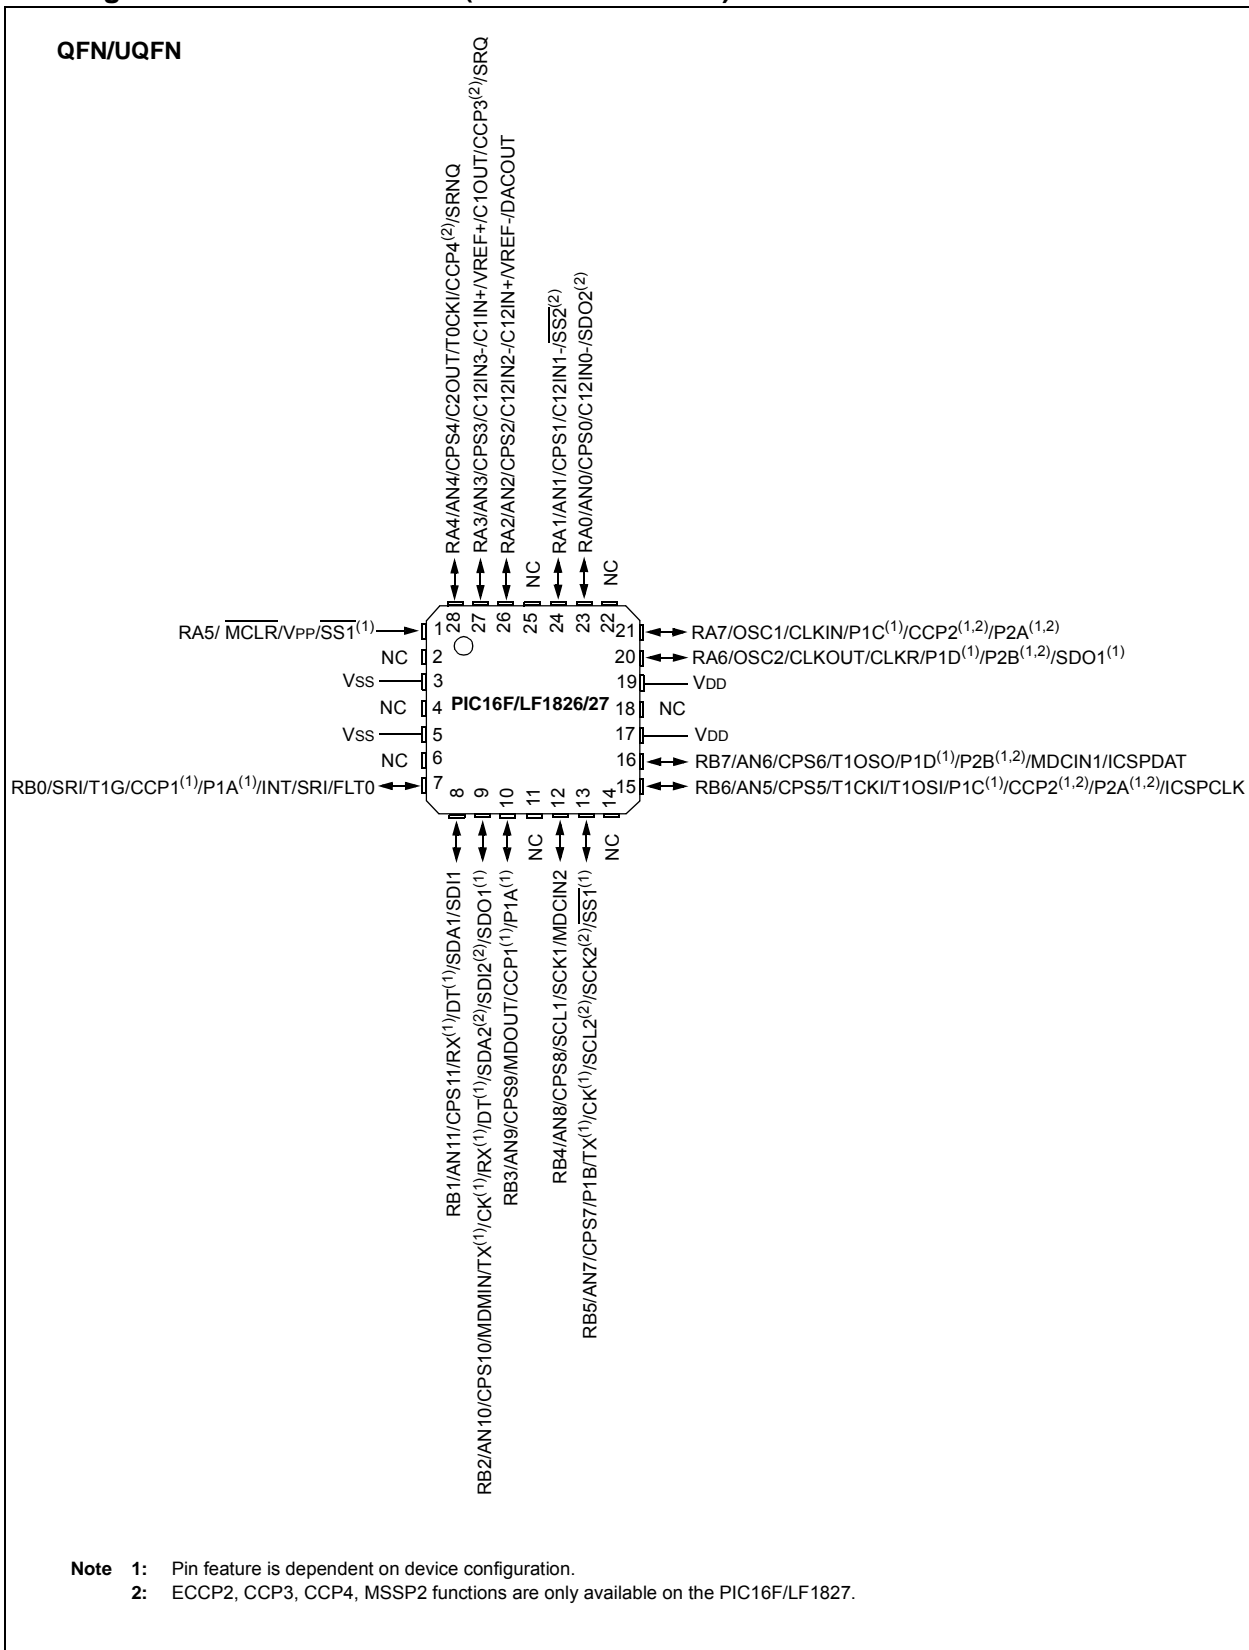 QFN/UQFN
RA4/AN4/CPS4/C2OUT/T0CKI/CCP4(2)/SRNQ
RA3/AN3/CPS3/C12IN3-/C1IN+/VREF+/C1OUT/CCP3(2)/SRQ
RA2/AN2/CPS2/C12IN2-/C12IN+/VREF-/DACOUT
NC
RA1/AN1/CPS1/C12IN1-/SS2(2)
RA0/AN0/CPS0/C12IN0-/SDO2(2)
NC
28 27 26 25 24 23 22
RA5/ MCLR/VPP/SS1(1) 1
NC 2
VSS 3
NC 4
VSS 5
NC 6
RB0/SRI/T1G/CCP1(1)/P1A(1)/INT/SRI/FLT0 7
PIC16F/LF1826/27
21 RA7/OSC1/CLKIN/P1C(1)/CCP2(1,2)/P2A(1,2)
20 RA6/OSC2/CLKOUT/CLKR/P1D(1)/P2B(1,2)/SDO1(1)
19 VDD
18 NC
17 VDD
16 RB7/AN6/CPS6/T1OSO/P1D(1)/P2B(1,2)/MDCIN1/ICSPDAT
15 RB6/AN5/CPS5/T1CKI/T1OSI/P1C(1)/CCP2(1,2)/P2A(1,2)/ICSPCLK
8 9 10 11 12 13 14
RB1/AN11/CPS11/RX(1)/DT(1)/SDA1/SDI1
RB2/AN10/CPS10/MDMIN/TX(1)/CK(1)/RX(1)/DT(1)/SDA2(2)/SDI2(2)/SDO1(1)
RB3/AN9/CPS9/MDOUT/CCP1(1)/P1A(1)
NC
RB4/AN8/CPS8/SCL1/SCK1/MDCIN2
RB5/AN7/CPS7/P1B/TX(1)/CK(1)/SCL2(2)/SCK2(2)/SS1(1)
NC
Note 1: Pin feature is dependent on device configuration.
2: ECCP2, CCP3, CCP4, MSSP2 functions are only available on the PIC16F/LF1827.